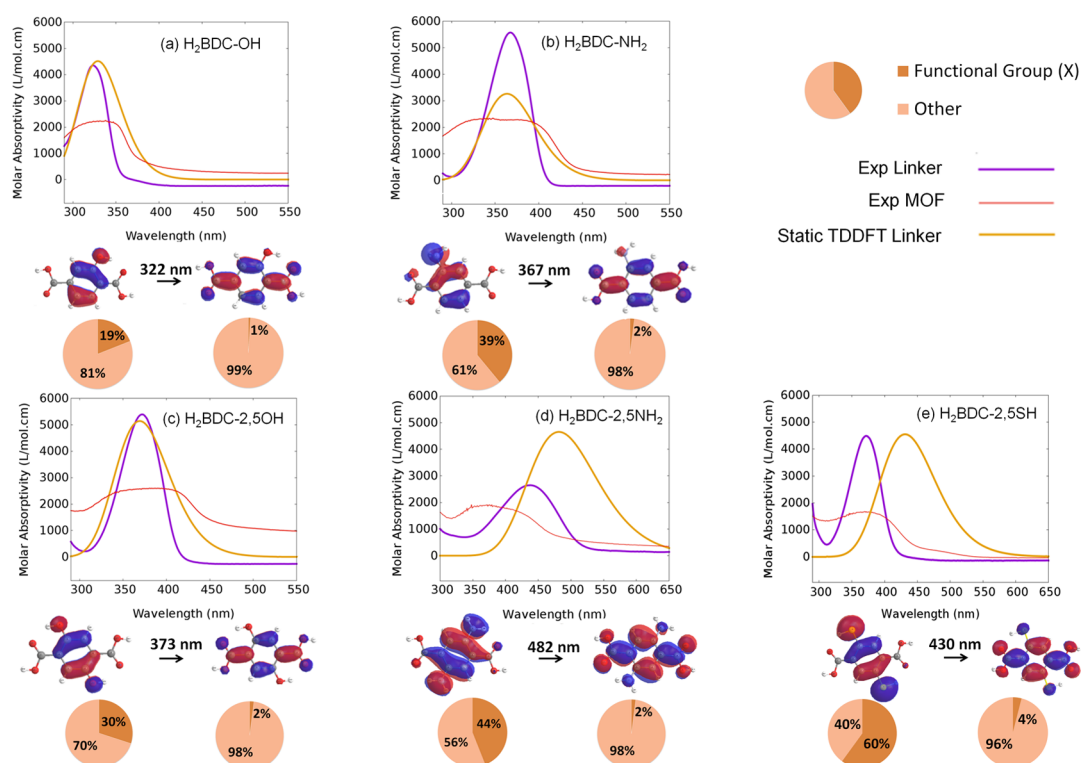 (a) H₂BDC-OH
Molar Absorptivity (L/mol.cm)
6000
5000
4000
3000
2000
1000
0
300 350 400 450 500 550
Wavelength (nm)
322 nm
19%
81%
1%
99%
(b) H₂BDC-NH₂
Molar Absorptivity (L/mol.cm)
6000
5000
4000
3000
2000
1000
0
300 350 400 450 500 550
Wavelength (nm)
367 nm
39%
61%
2%
98%
Functional Group (X)
Other
Exp Linker
Exp MOF
Static TDDFT Linker
(c) H₂BDC-2,5OH
Molar Absorptivity (L/mol.cm)
6000
5000
4000
3000
2000
1000
0
300 350 400 450 500 550
Wavelength (nm)
373 nm
30%
70%
2%
98%
(d) H₂BDC-2,5NH₂
Molar Absorptivity (L/mol.cm)
6000
5000
4000
3000
2000
1000
0
300 350 400 450 500 550 600 650
Wavelength (nm)
482 nm
44%
56%
2%
98%
(e) H₂BDC-2,5SH
Molar Absorptivity (L/mol.cm)
6000
5000
4000
3000
2000
1000
0
300 350 400 450 500 550 600 650
Wavelength (nm)
430 nm
40%
60%
4%
96%